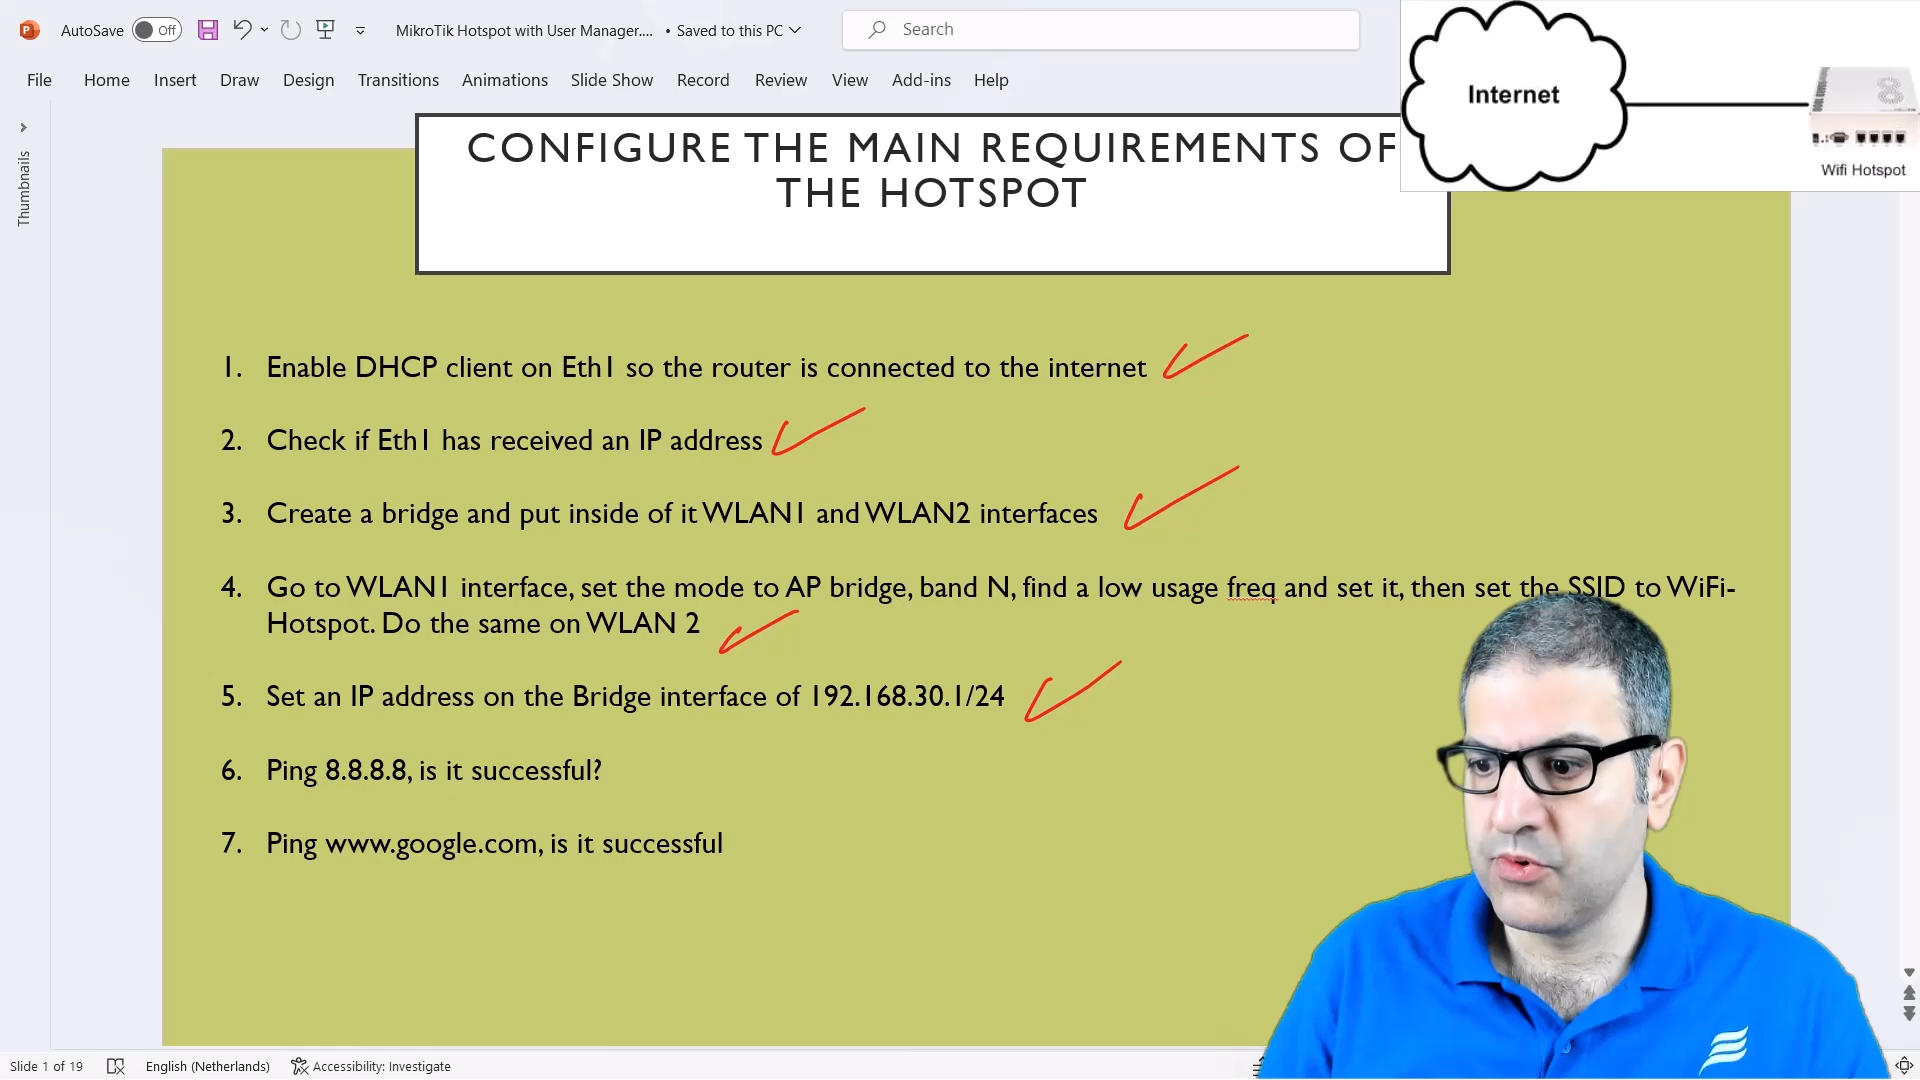 AutoSave Off MikroTik Hotspot with User Manager.... • Saved to this PC Search
File Home Insert Draw Design Transitions Animations Slide Show Record Review View Add-ins Help
Internet
Wifi Hotspot
Thumbnails
CONFIGURE THE MAIN REQUIREMENTS OF
THE HOTSPOT
1. Enable DHCP client on Eth1 so the router is connected to the internet
2. Check if Eth1 has received an IP address
3. Create a bridge and put inside of it WLAN1 and WLAN2 interfaces
4. Go to WLAN1 interface, set the mode to AP bridge, band N, find a low usage freq and set it, then set the SSID to WiFi-
Hotspot. Do the same on WLAN 2
5. Set an IP address on the Bridge interface of 192.168.30.1/24
6. Ping 8.8.8.8, is it successful?
7. Ping www.google.com, is it successful
Slide 1 of 19 English (Netherlands) Accessibility: Investigate